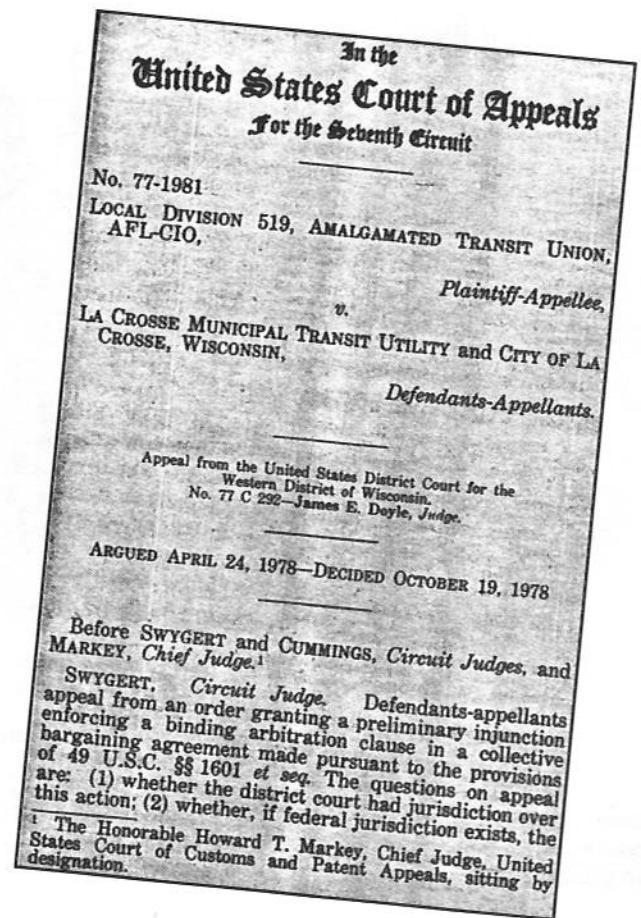 In the
United States Court of Appeals
For the Seventh Circuit
No. 77-1981
LOCAL DIVISION 519, AMALGAMATED TRANSIT UNION,
AFL-CIO,
Plaintiff-Appellee,
v.
LA CROSSE MUNICIPAL TRANSIT UTILITY and CITY OF LA
CROSSE, WISCONSIN,
Defendants-Appellants.
Appeal from the United States District Court for the
Western District of Wisconsin.
No. 77 C 292—James E. Doyle, Judge.
ARGUED APRIL 24, 1978—DECIDED OCTOBER 19, 1978
Before SWYGERT and CUMMINGS, Circuit Judges, and
MARKEY, Chief Judge.¹
SWYGERT, Circuit Judge. Defendants-appellants
appeal from an order granting a preliminary injunction
enforcing a binding arbitration clause in a collective
bargaining agreement made pursuant to the provisions
of 49 U.S.C. §§ 1601 et seq. The questions on appeal
are: (1) whether the district court had jurisdiction over
this action; (2) whether, if federal jurisdiction exists, the
¹ The Honorable Howard T. Markey, Chief Judge, United
States Court of Customs and Patent Appeals, sitting by
designation.